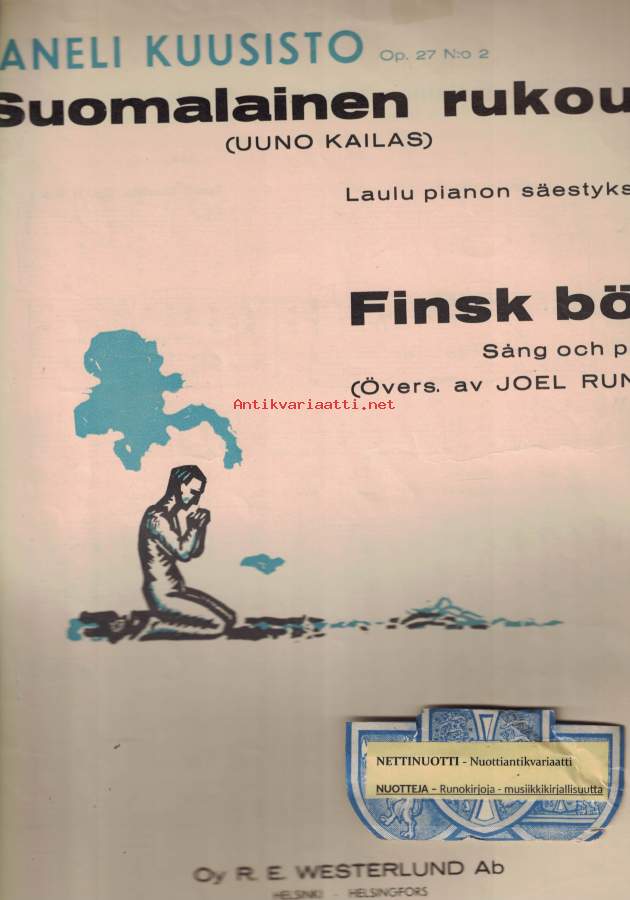 ANELI KUUSISTO Op. 27 N:o 2
Suomalainen rukou
(UUNO KAILAS)
Laulu pianon säestyks
Finsk bö
Sång och p
(Övers. av JOEL RUN
Antikvariaatti.net
NETTINUOTTI - Nuottiantikvariaatti
NUOTTEJA – Runokirjoja - musiikkikirjallisuutta
Oy R. E. WESTERLUND Ab
HELSINKI - HELSINGFORS